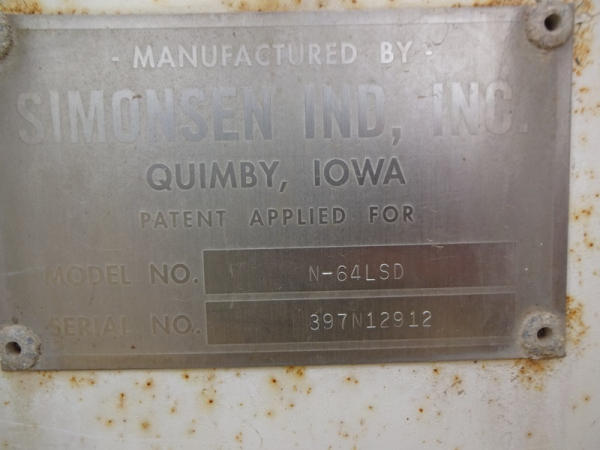 - MANUFACTURED BY -
SIMONSEN IND, INC.
QUIMBY, IOWA
PATENT APPLIED FOR
MODEL NO. N-64LSD
SERIAL NO. 397N12912